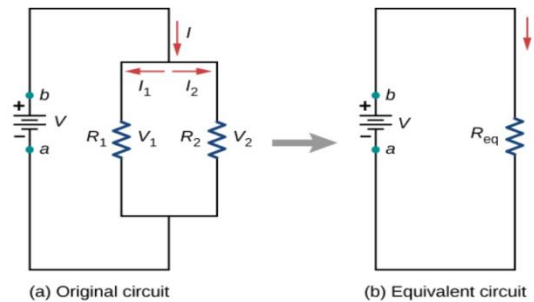 I
I₁ I₂
b
+
V
-
a
R₁ V₁ R₂ V₂
(a) Original circuit
b
+
V
-
a
Req
(b) Equivalent circuit